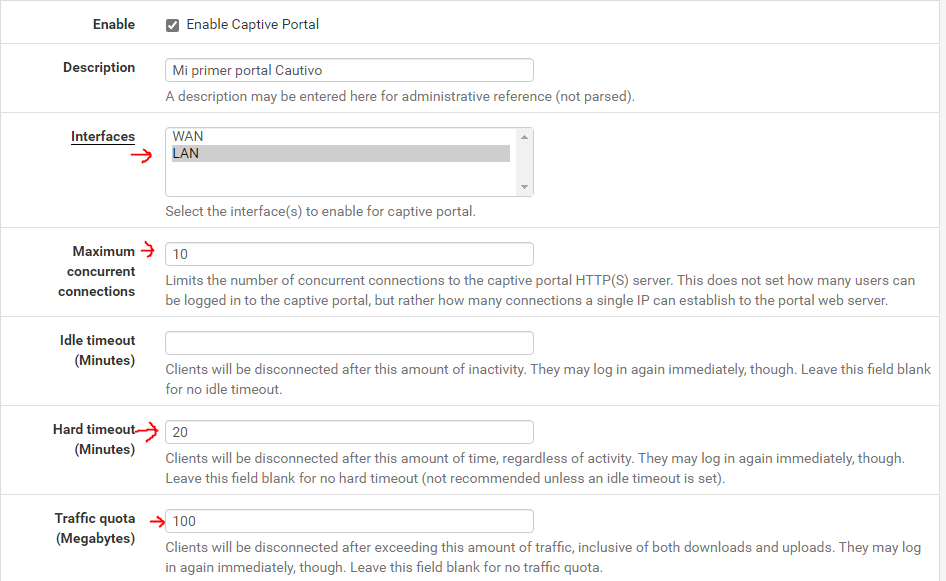 Enable Enable Captive Portal
Description Mi primer portal Cautivo
A description may be entered here for administrative reference (not parsed).
Interfaces WAN
LAN
Select the interface(s) to enable for captive portal.
Maximum concurrent connections 10
Limits the number of concurrent connections to the captive portal HTTP(S) server. This does not set how many users can
be logged in to the captive portal, but rather how many connections a single IP can establish to the portal web server.
Idle timeout (Minutes)
Clients will be disconnected after this amount of inactivity. They may log in again immediately, though. Leave this field blank
for no idle timeout.
Hard timeout (Minutes) 20
Clients will be disconnected after this amount of time, regardless of activity. They may log in again immediately, though.
Leave this field blank for no hard timeout (not recommended unless an idle timeout is set).
Traffic quota (Megabytes) 100
Clients will be disconnected after exceeding this amount of traffic, inclusive of both downloads and uploads. They may log
in again immediately, though. Leave this field blank for no traffic quota.